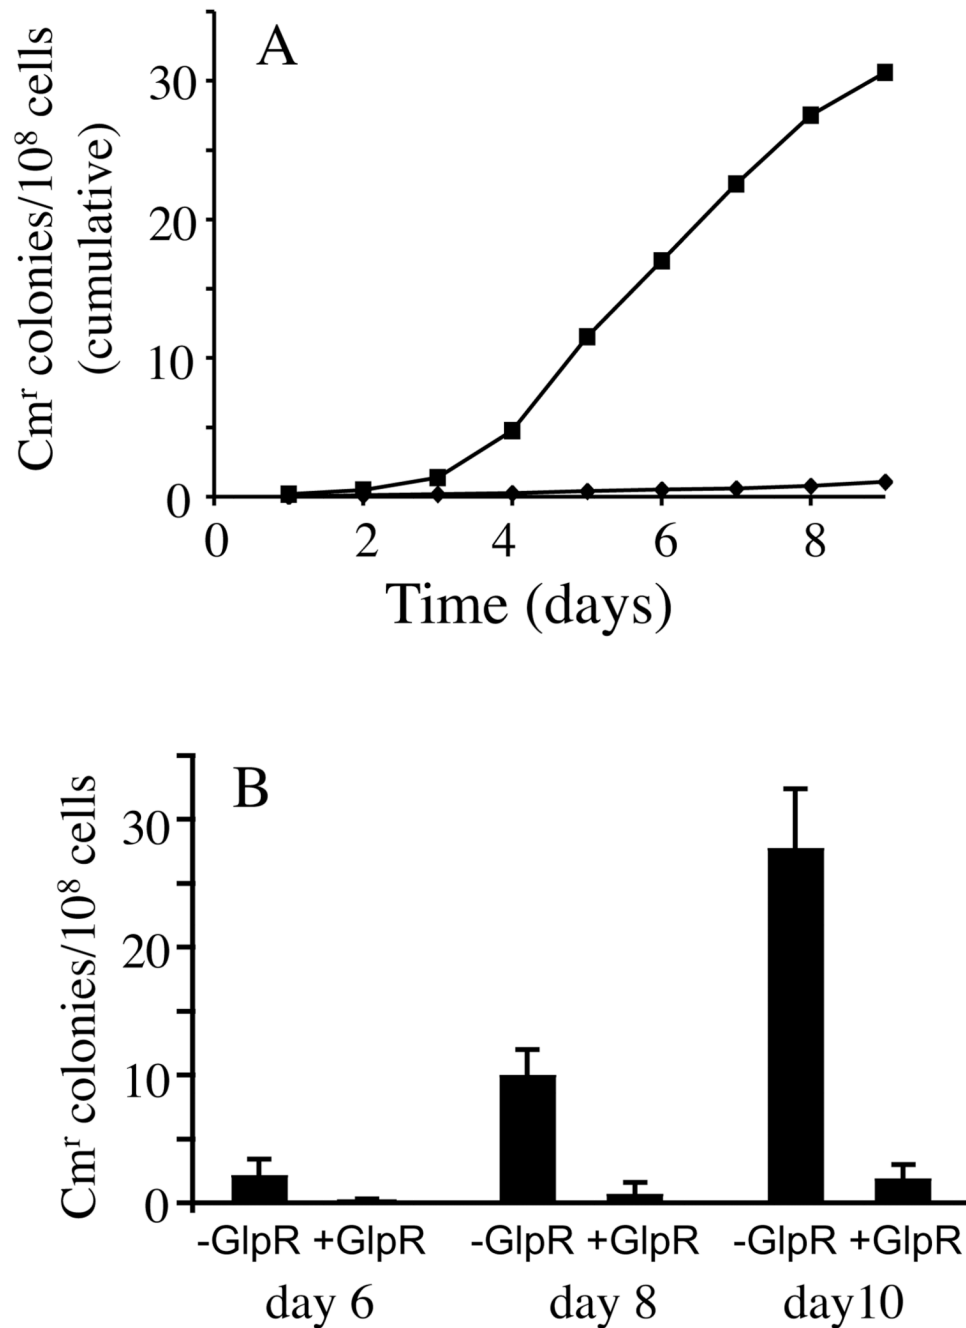 A
Cmʳ colonies/10⁸ cells
(cumulative)
30
20
10
0
0 2 4 6 8
Time (days)
B
Cmʳ colonies/10⁸ cells
30
20
10
0
-GlpR +GlpR -GlpR +GlpR -GlpR +GlpR
day 6 day 8 day10